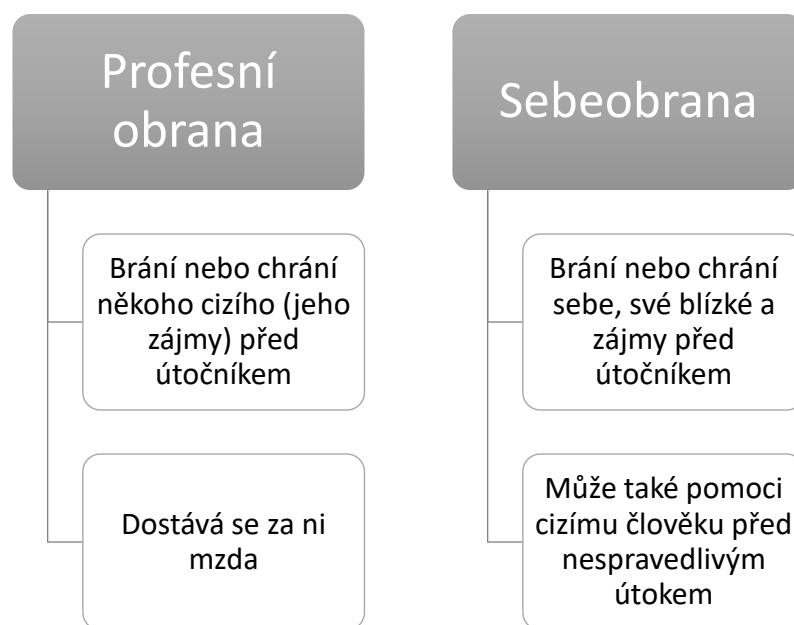 Profesní
obrana
Brání nebo chrání
někoho cizího (jeho
zájmy) před
útočníkem
Dostává se za ni
mzda
Sebeobrana
Brání nebo chrání
sebe, své blízké a
zájmy před
útočníkem
Může také pomoci
cizímu člověku před
nespravedlivým
útokem